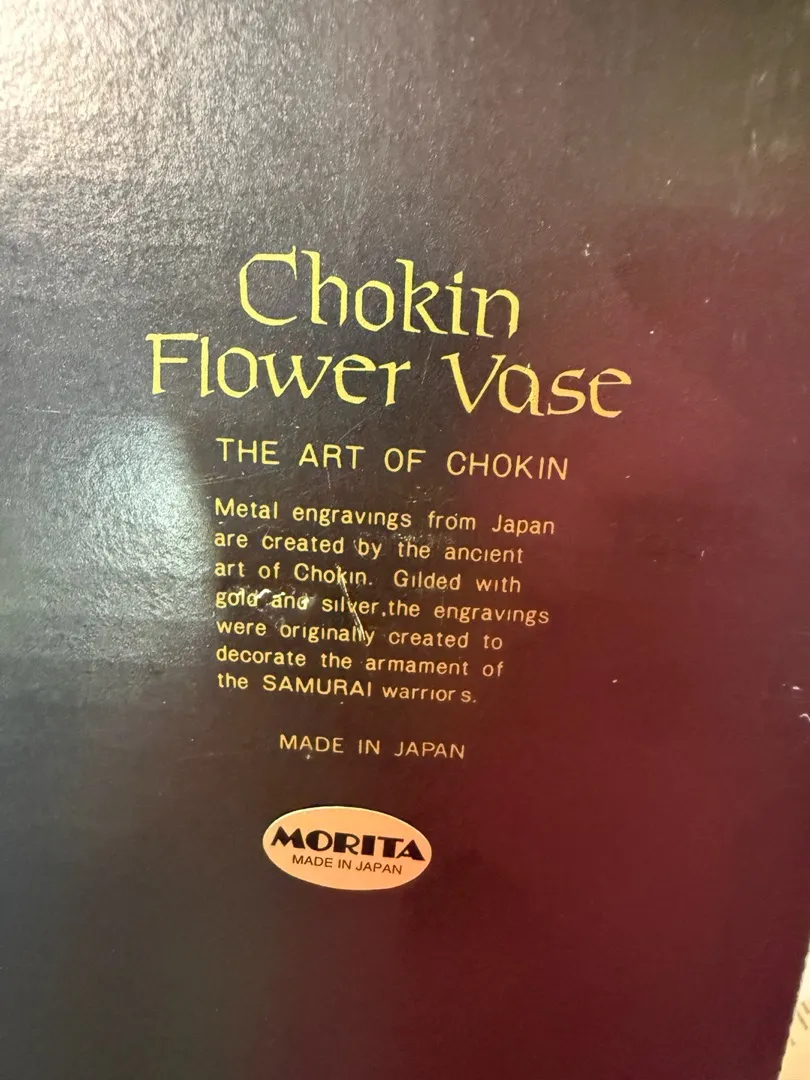 Chokin
Flower Vase
THE ART OF CHOKIN
Metal engravings from Japan
are created by the ancient
art of Chokin. Gilded with
gold and silver,the engravings
were originally created to
decorate the armament of
the SAMURAI warriors.
MADE IN JAPAN
MORITA
MADE IN JAPAN